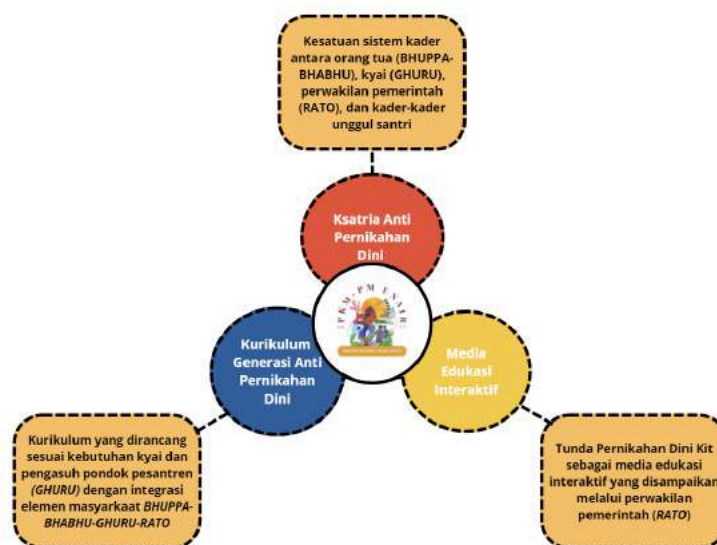 Kesatuan sistem kader
antara orang tua (BHUPPA-
BHABHU), kyai (GHURU),
perwakilan pemerintah
(RATO), dan kader-kader
unggul santri
Ksatria Anti
Pernikahan
Dini
PKM-PM
Kurikulum
Generasi Anti
Pernikahan
Dini
Media
Edukasi
Interaktif
Kurikulum yang dirancang
sesuai kebutuhan kyai dan
pengasuh pondok pesantren
(GHURU) dengan integrasi
elemen masyarkaat BHUPPA-
BHABHU-GHURU-RATO
Tunda Pernikahan Dini Kit
sebagai media edukasi
interaktif yang disampaikan
melalui perwakilan
pemerintah (RATO)